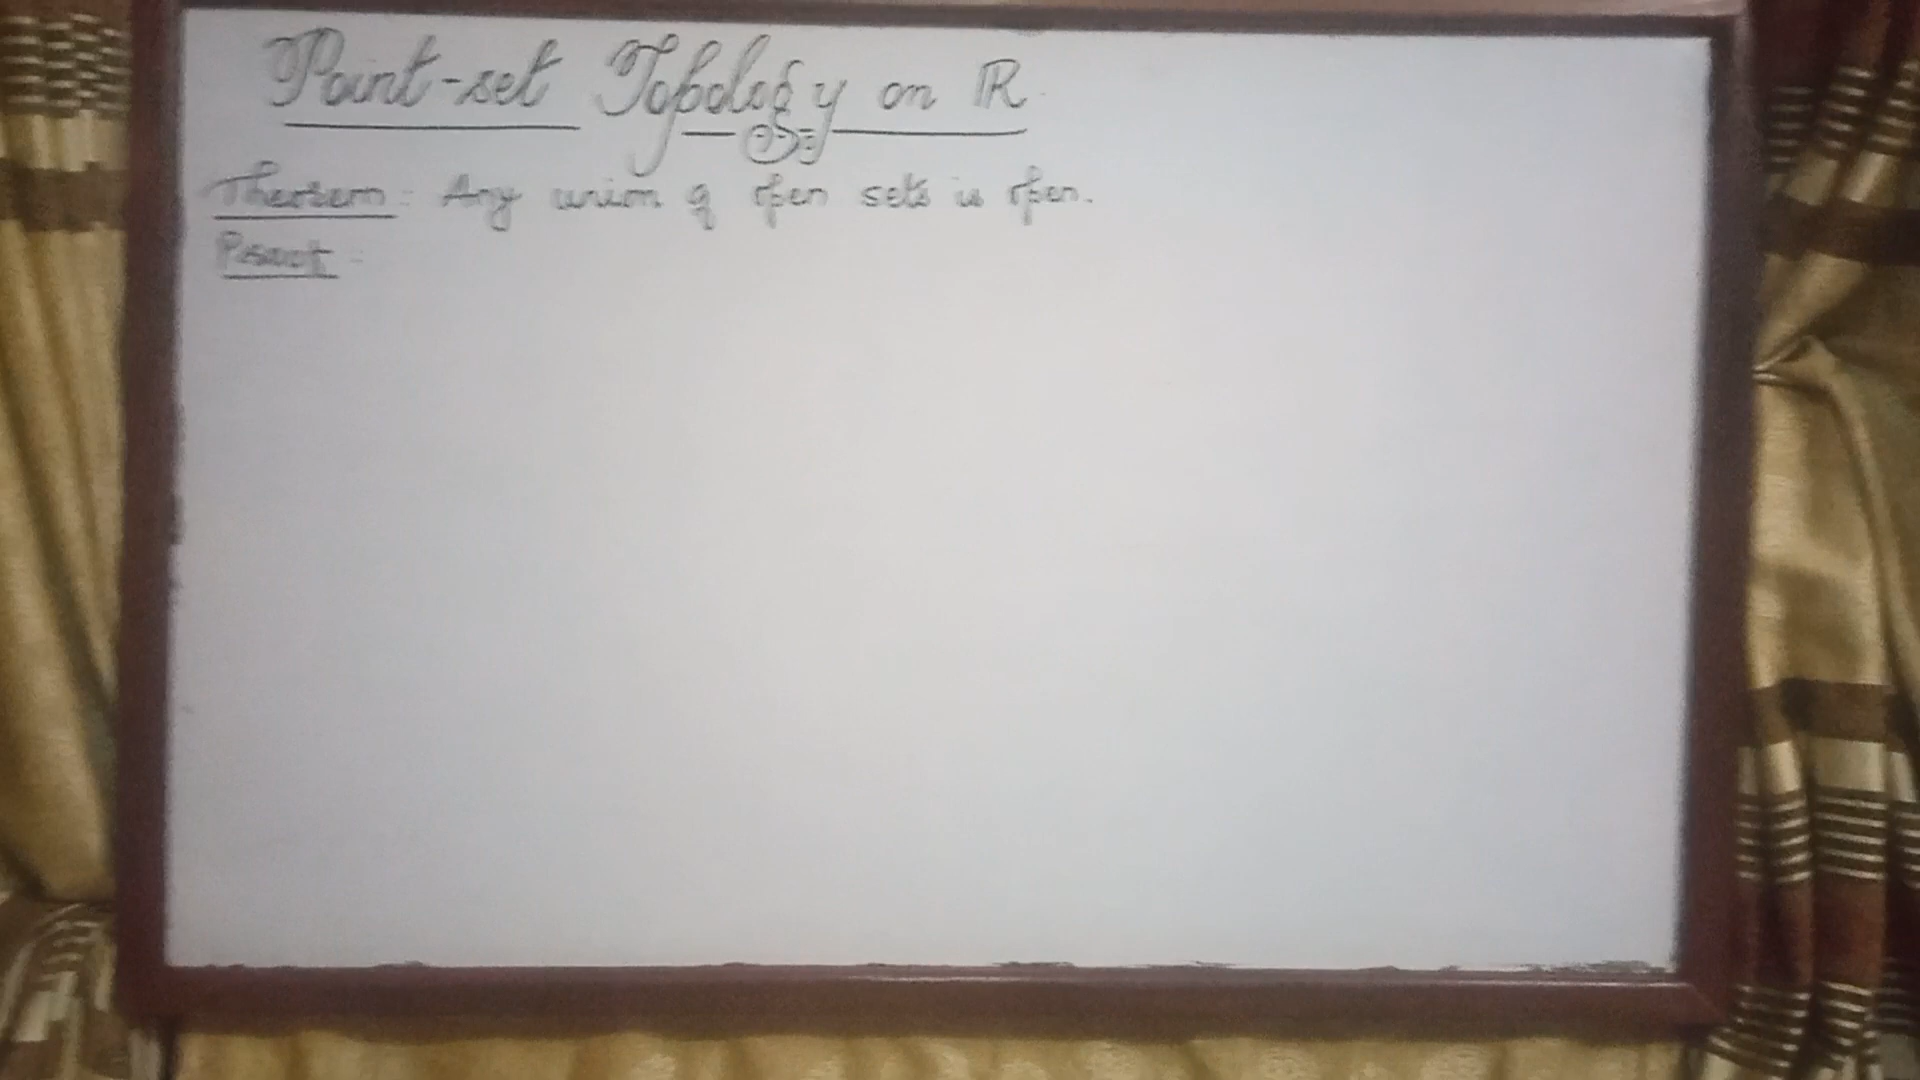 Point-set Topology on ℝ
Theorem: Any union of open sets is open.
Proof: